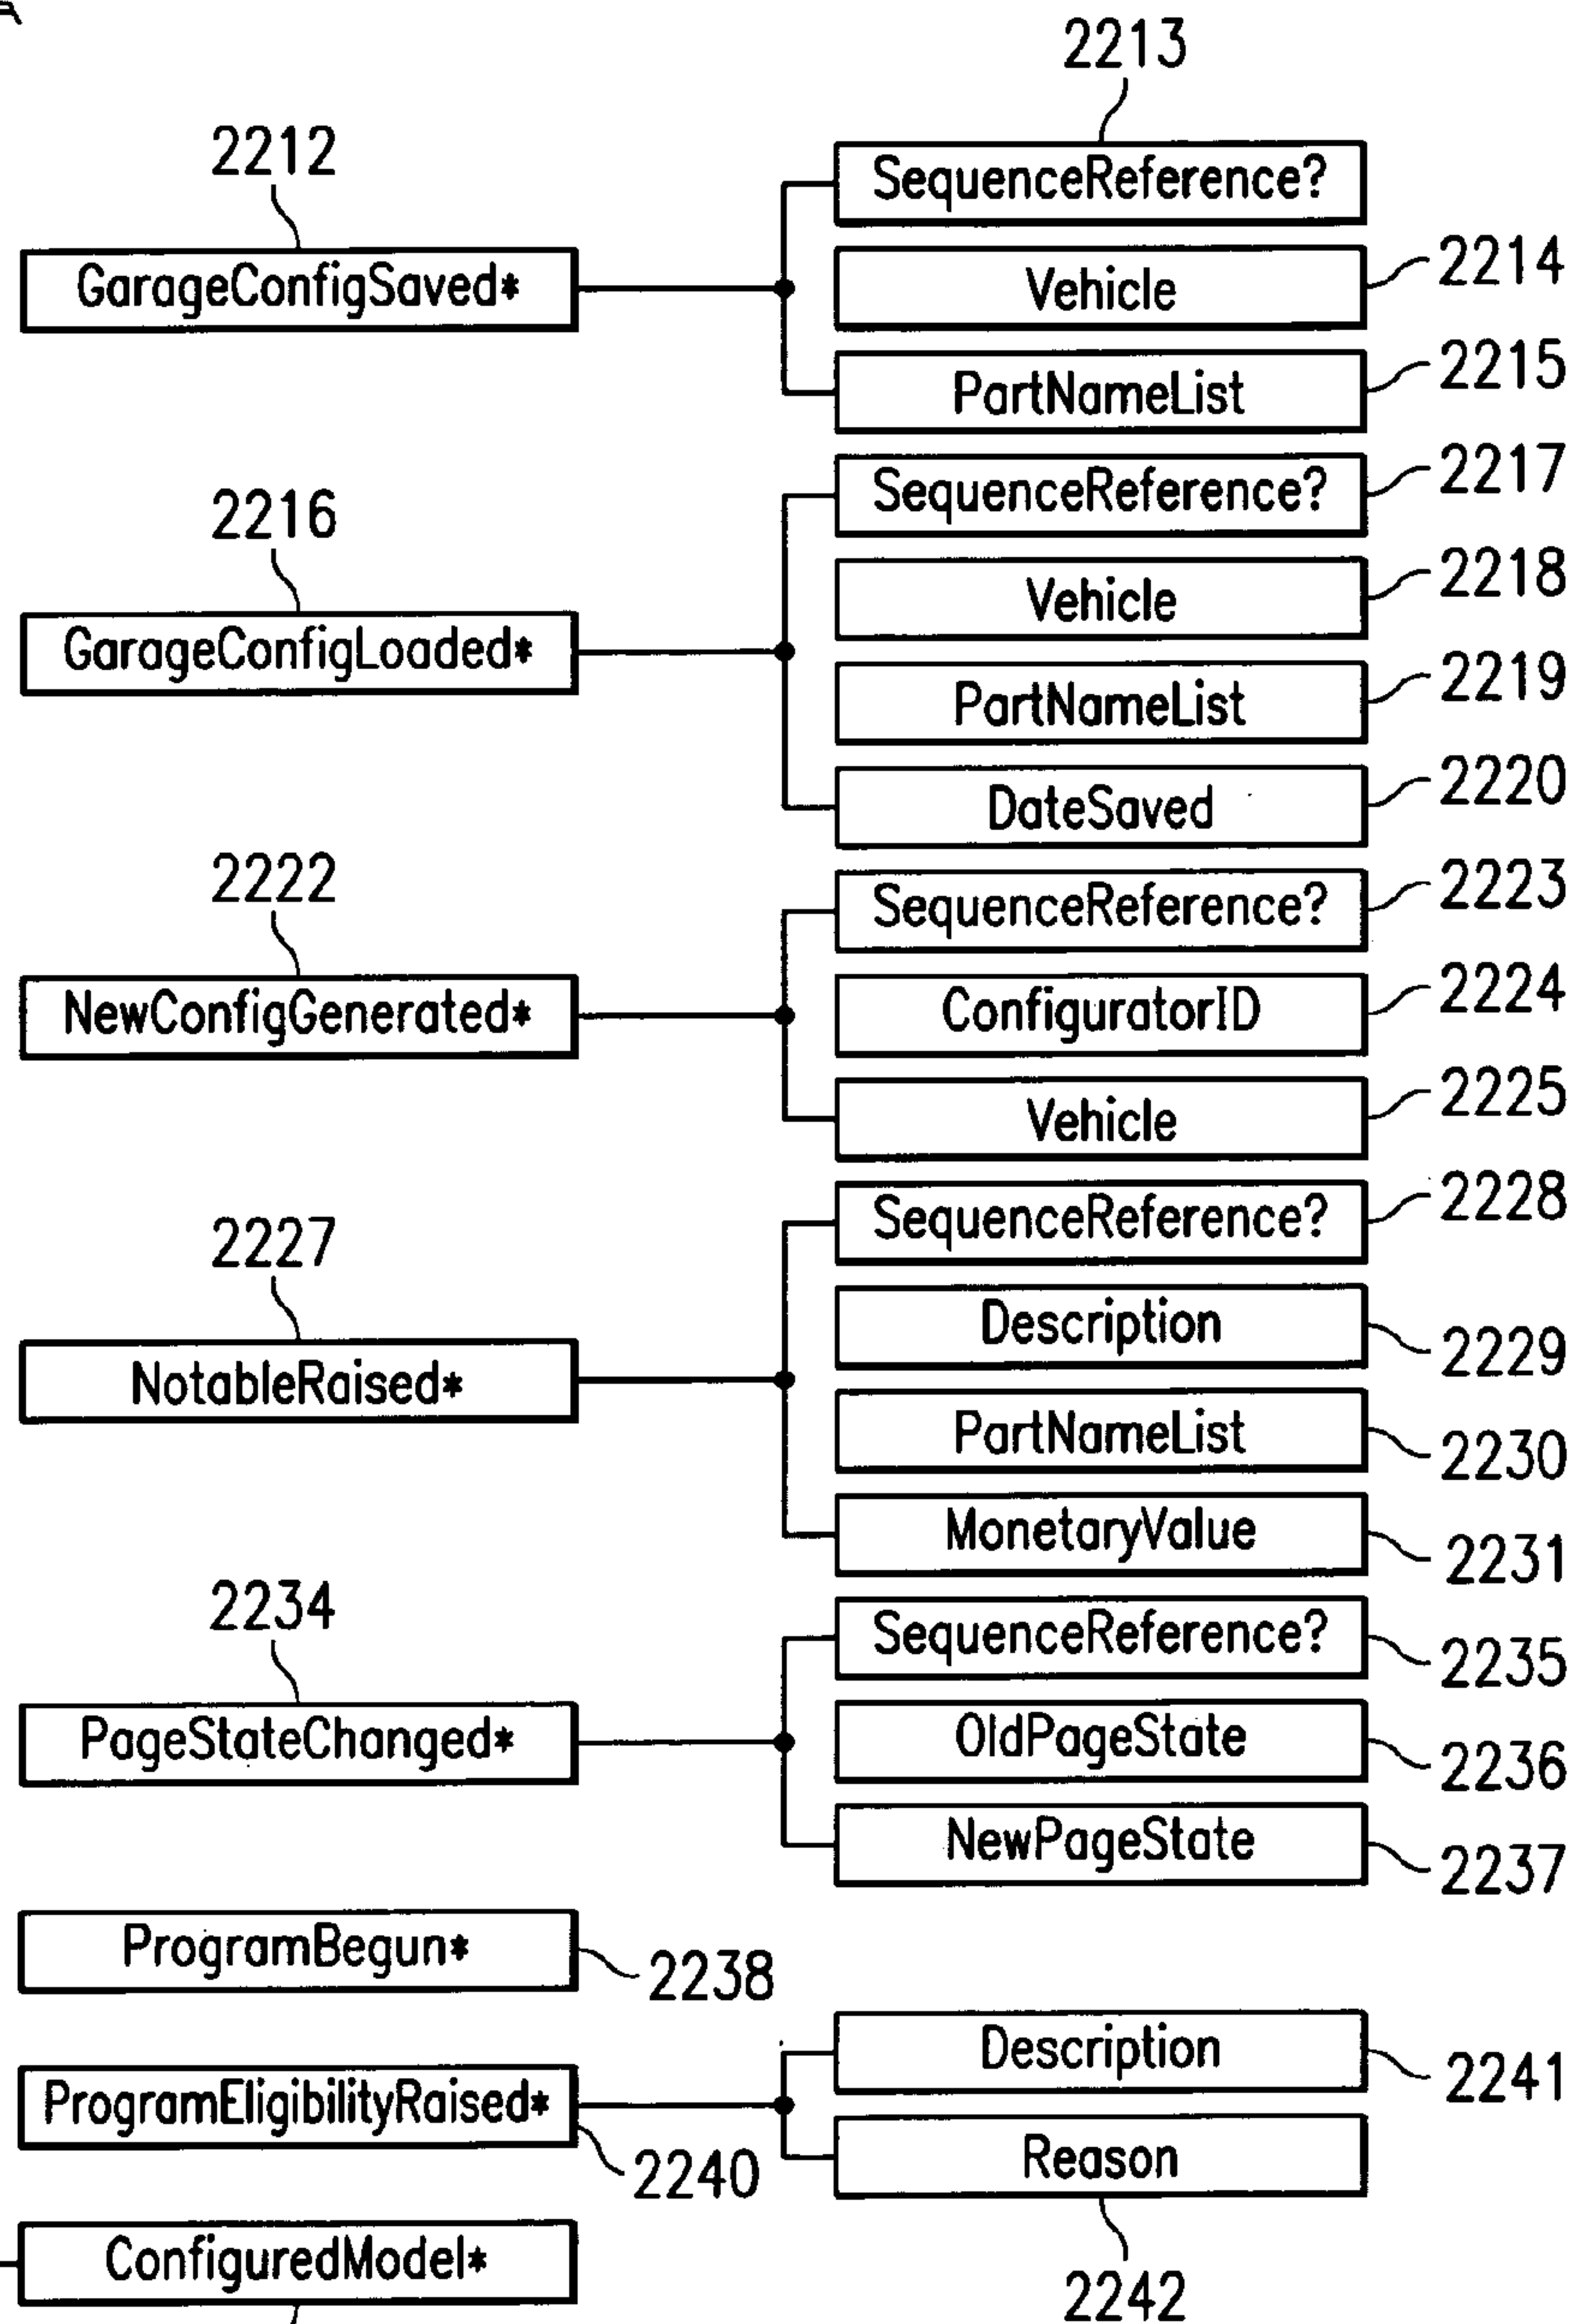 2213
2212
SequenceReference?
GarageConfigSaved*
Vehicle
2214
PartNameList
2215
2216
SequenceReference?
2217
GarageConfigLoaded*
Vehicle
2218
PartNameList
2219
DateSaved
2220
2222
SequenceReference?
2223
NewConfigGenerated*
ConfiguratorID
2224
Vehicle
2225
2227
SequenceReference?
2228
NotableRaised*
Description
2229
PartNameList
2230
MonetaryValue
2231
2234
SequenceReference?
2235
PageStateChanged*
OldPageState
2236
NewPageState
2237
ProgramBegun*
2238
Description
2241
ProgramEligibilityRaised*
2240
Reason
2242
ConfiguredModel*